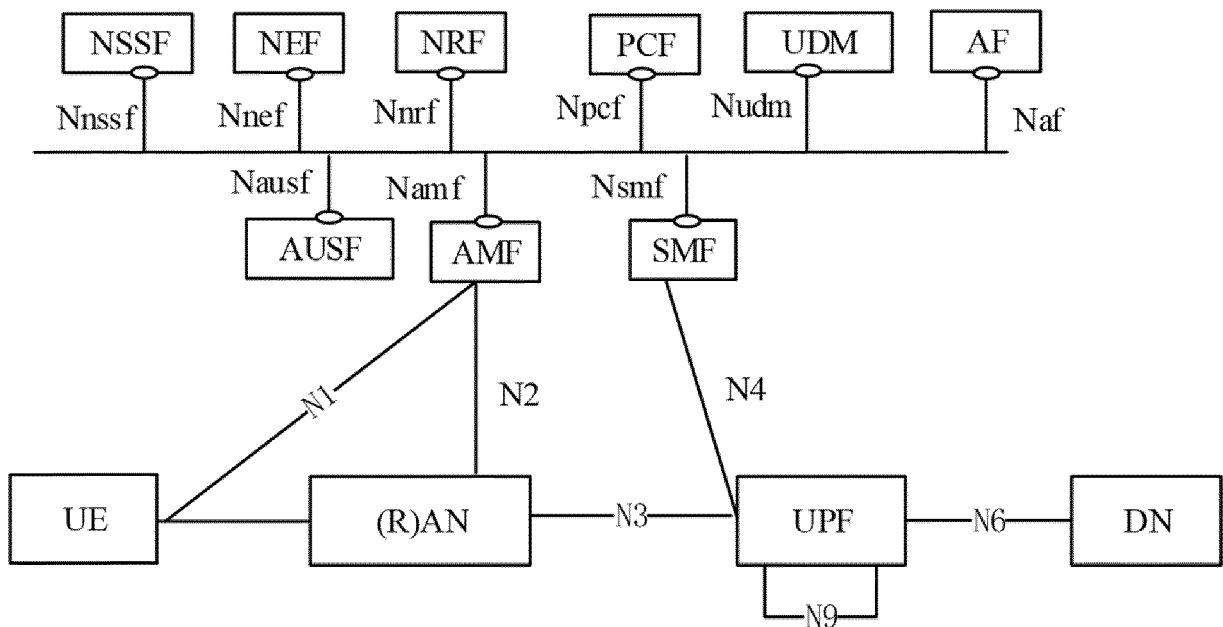 NSSF NEF NRF PCF UDM AF
Nnssf Nnef Nnrf Npcf Nudm Naf
Nausf Namf Nsmf
AUSF AMF SMF
N1 N2 N4
UE (R)AN N3 UPF N6 DN
N9